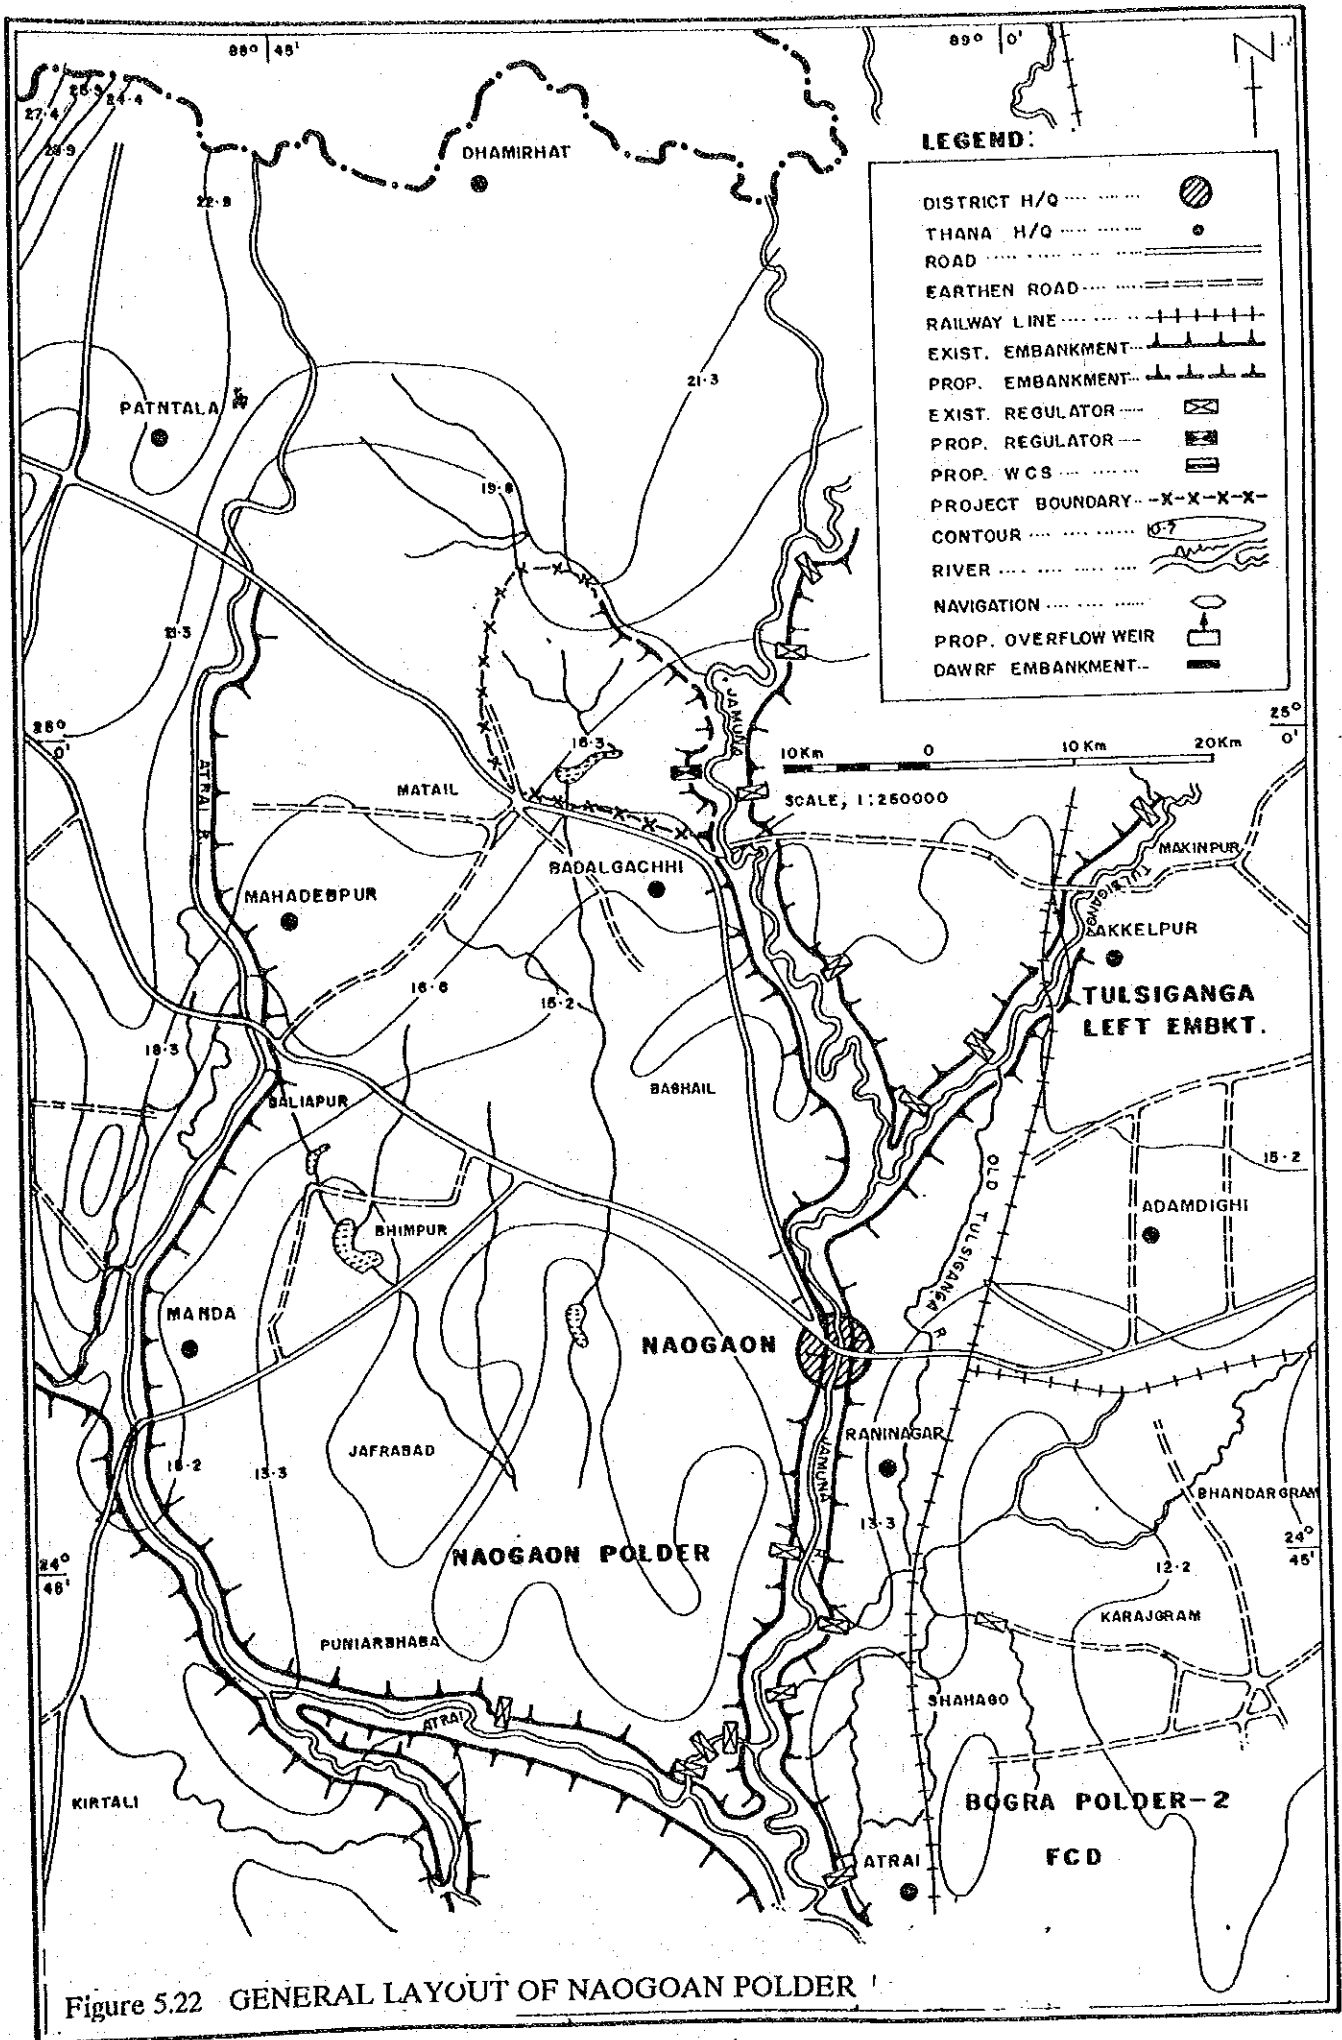 88° 45'
89° 0'
N
27.4
25.9
24.4
28.9
DHAMIRHAT
22.9
LEGEND:
DISTRICT H/Q
THANA H/Q
ROAD
EARTHEN ROAD
RAILWAY LINE
EXIST. EMBANKMENT
PROP. EMBANKMENT
EXIST. REGULATOR
PROP. REGULATOR
PROP. WCS
PROJECT BOUNDARY -X-X-X-X-
CONTOUR
RIVER
NAVIGATION
PROP. OVERFLOW WEIR
DAWRF EMBANKMENT
21.3
PATNTALA
19.8
21.3
25° 0'
JAMUNA
25° 0'
18.3
10Km 0 10Km 20Km
SCALE, 1:250000
ATRAI R
MATAIL
MAKINPUR
TULSIGANGA
BADALGACHHI
MAHADEBPUR
AKKELPUR
16.8
15.2
TULSIGANGA
LEFT EMBKT.
18.3
BASHAIL
BALIAPUR
OLD TULSIGANGA R
15.2
ADAMDIGHI
BHIMPUR
MANDA
NAOGAON
JAFRABAD
RANINAGAR
JAMUNA R
15.2
13.3
BHANDARGRAM
13.3
24° 45'
NAOGAON POLDER
24° 45'
12.2
KARAJGRAM
PUNIARBHABA
SHAHAGO
ATRAI
KIRTALI
BOGRA POLDER-2
FCD
ATRAI
Figure 5.22 GENERAL LAYOUT OF NAOGOAN POLDER